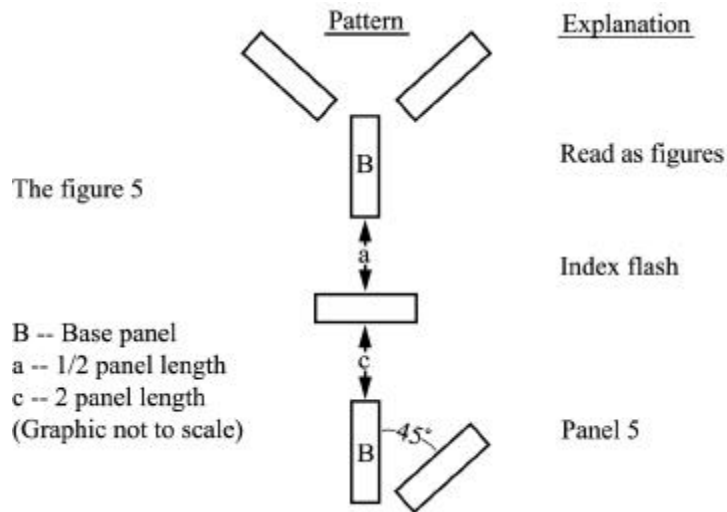 Pattern
Explanation
B
Read as figures
The figure 5
a
Index flash
B -- Base panel
a -- 1/2 panel length
c -- 2 panel length
(Graphic not to scale)
c
45°
B
Panel 5